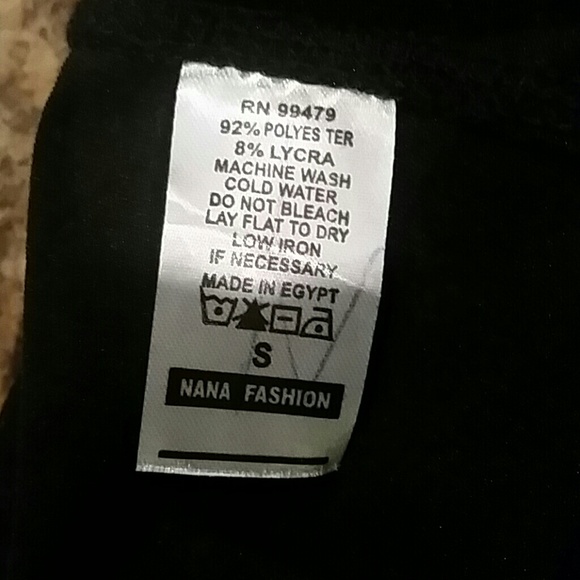 RN 99479
92% POLYES TER
8% LYCRA
MACHINE WASH
COLD WATER
DO NOT BLEACH
LAY FLAT TO DRY
LOW IRON
IF NECESSARY
MADE IN EGYPT
S
NANA FASHION